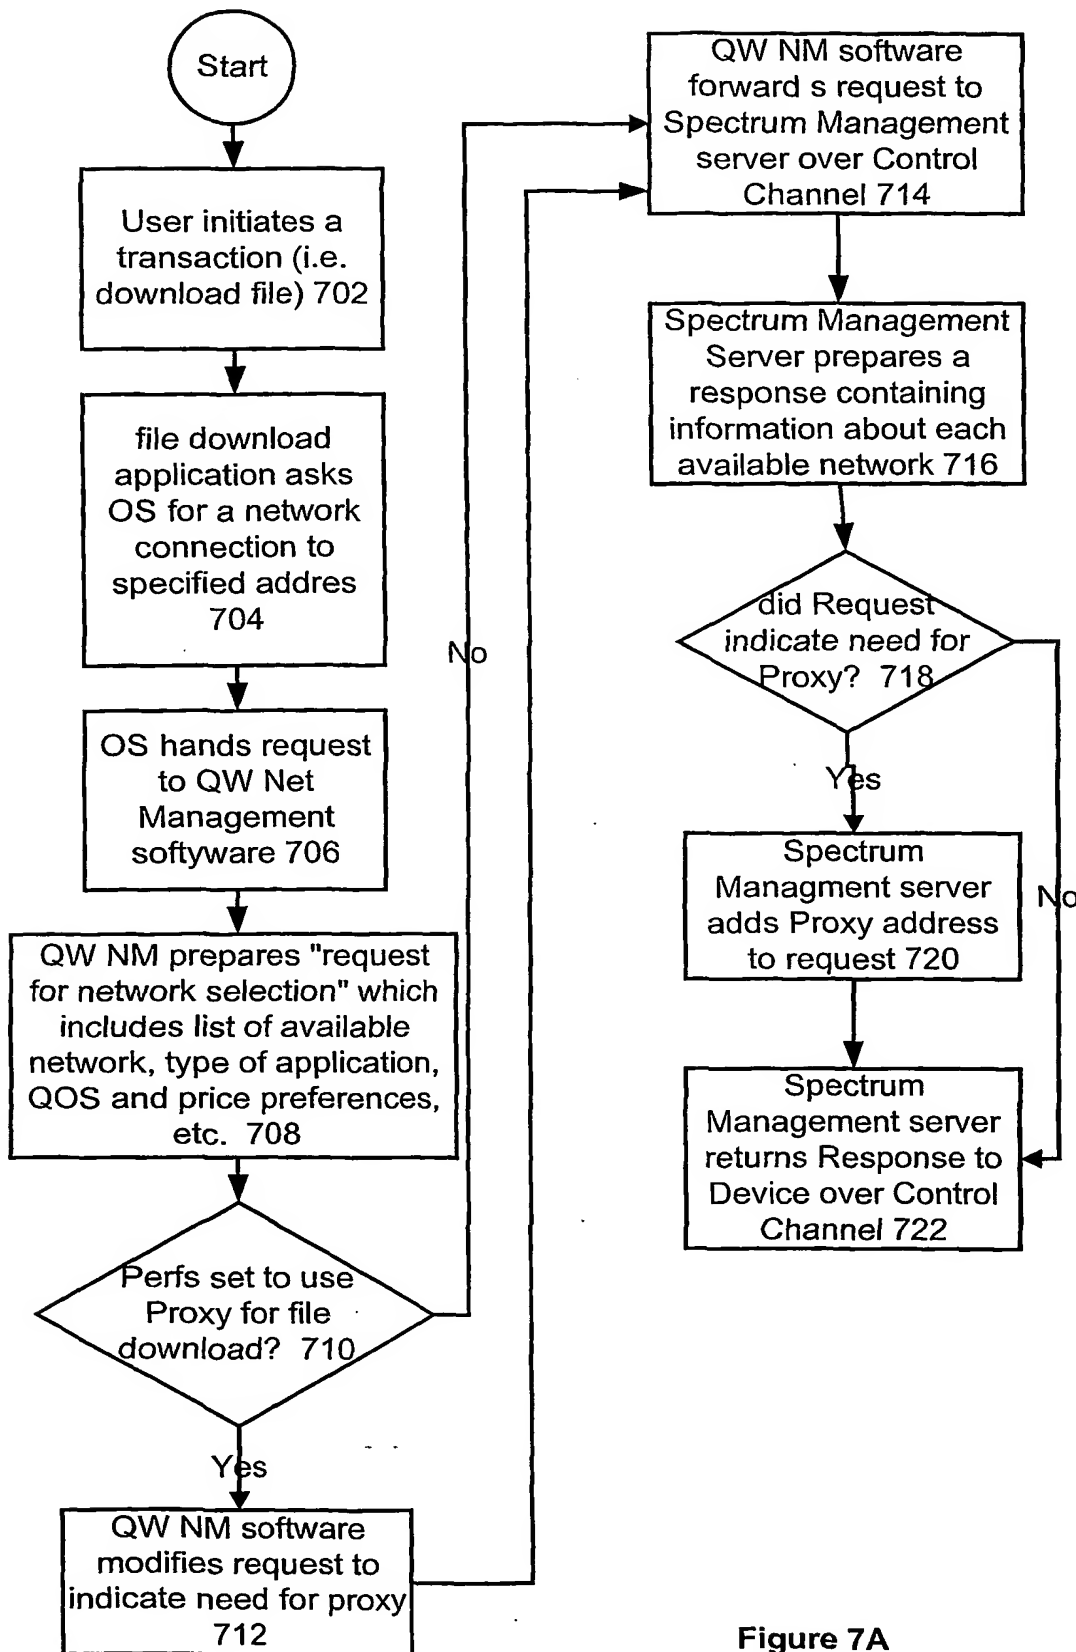 Start
User initiates a
transaction (i.e.
download file) 702
file download
application asks
OS for a network
connection to
specified addres
704
OS hands request
to QW Net
Management
softyware 706
QW NM prepares "request
for network selection" which
includes list of available
network, type of application,
QOS and price preferences,
etc. 708
Perfs set to use
Proxy for file
download? 710
No
Yes
QW NM software
modifies request to
indicate need for proxy
712
QW NM software
forward s request to
Spectrum Management
server over Control
Channel 714
Spectrum Management
Server prepares a
response containing
information about each
available network 716
did Request
indicate need for
Proxy? 718
Yes
No
Spectrum
Managment server
adds Proxy address
to request 720
Spectrum
Management server
returns Response to
Device over Control
Channel 722
Figure 7A